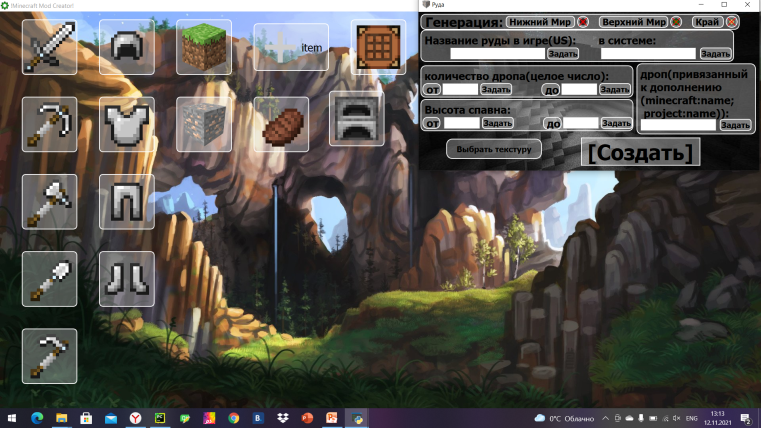 !Minecraft Mod Creator!
item
Руда
Генерация: Нижний Мир Верхний Мир Край
Название руды в игре(US): в системе:
Задать Задать
количество дропа(целое число):
от Задать до Задать
дроп(привязанный
к дополнению
(minecraft:name;
project:name)):
Задать
Высота спавна:
от Задать до Задать
Выбрать текстуру
[Создать]
0°C Облачно
ENG
13:13
12.11.2021
2